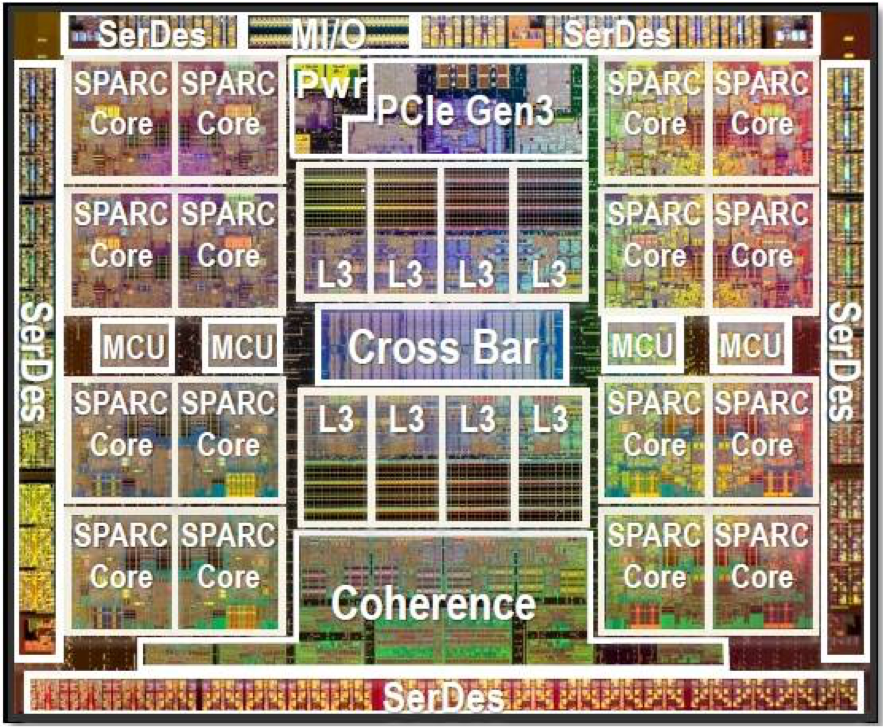 SerDes
MI/O
SerDes
SPARC Core
SPARC Core
Pwr
PCIe Gen3
SPARC Core
SPARC Core
SPARC Core
SPARC Core
L3
L3
L3
L3
SPARC Core
SPARC Core
SerDes
MCU
MCU
Cross Bar
MCU
MCU
SerDes
SPARC Core
SPARC Core
L3
L3
L3
L3
SPARC Core
SPARC Core
SPARC Core
SPARC Core
Coherence
SPARC Core
SPARC Core
SerDes